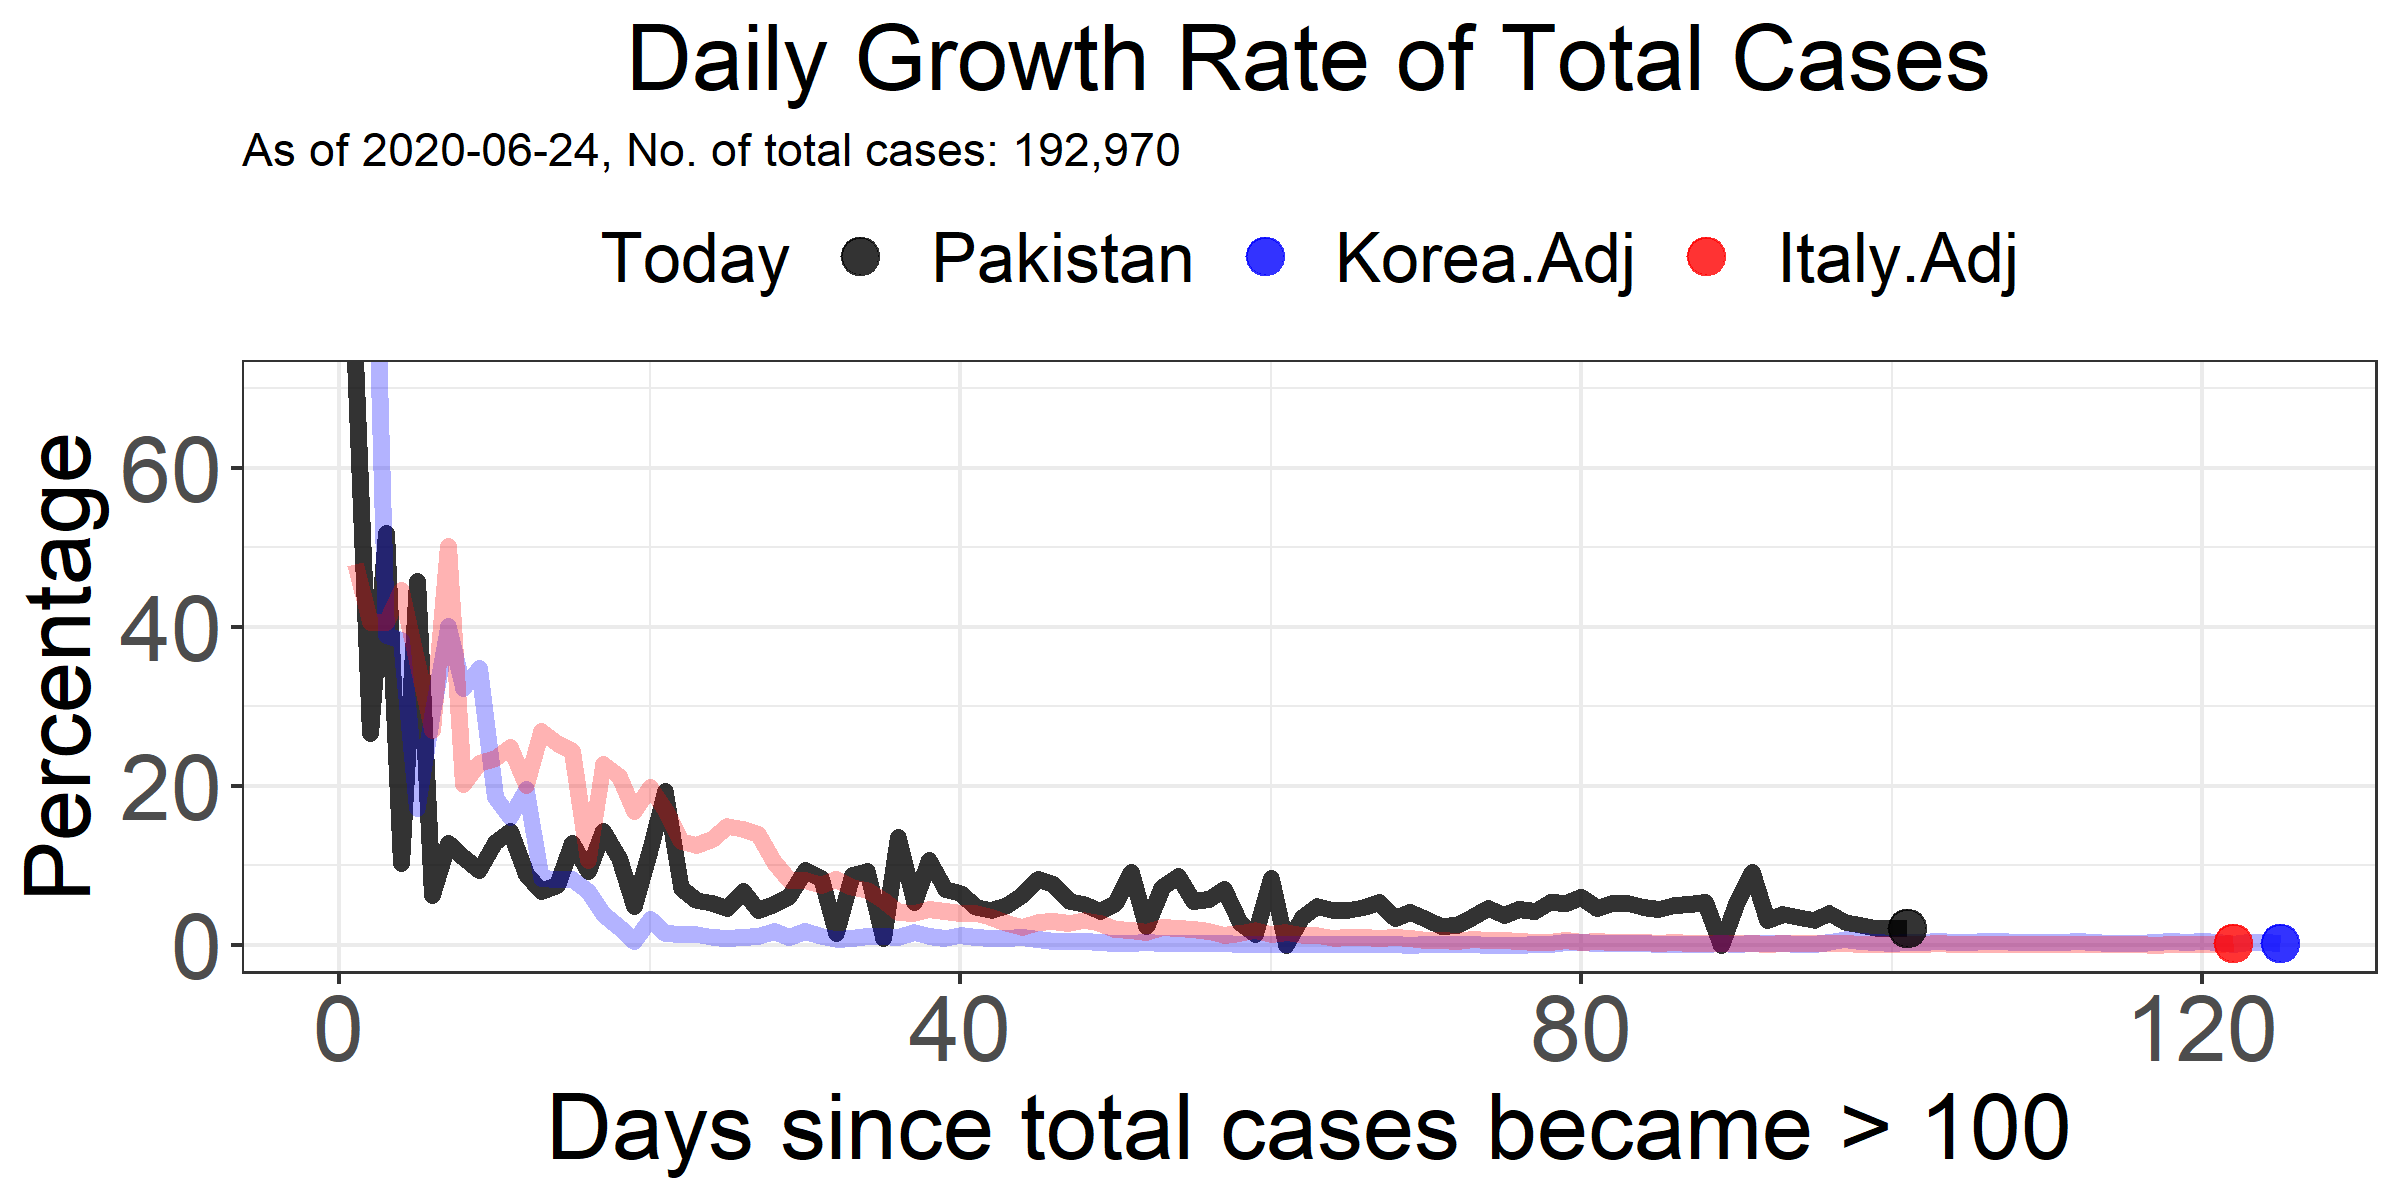 Daily Growth Rate of Total Cases
As of 2020-06-24, No. of total cases: 192,970
Today Pakistan Korea.Adj Italy.Adj
Percentage
60
40
20
0
0 40 80 120
Days since total cases became > 100